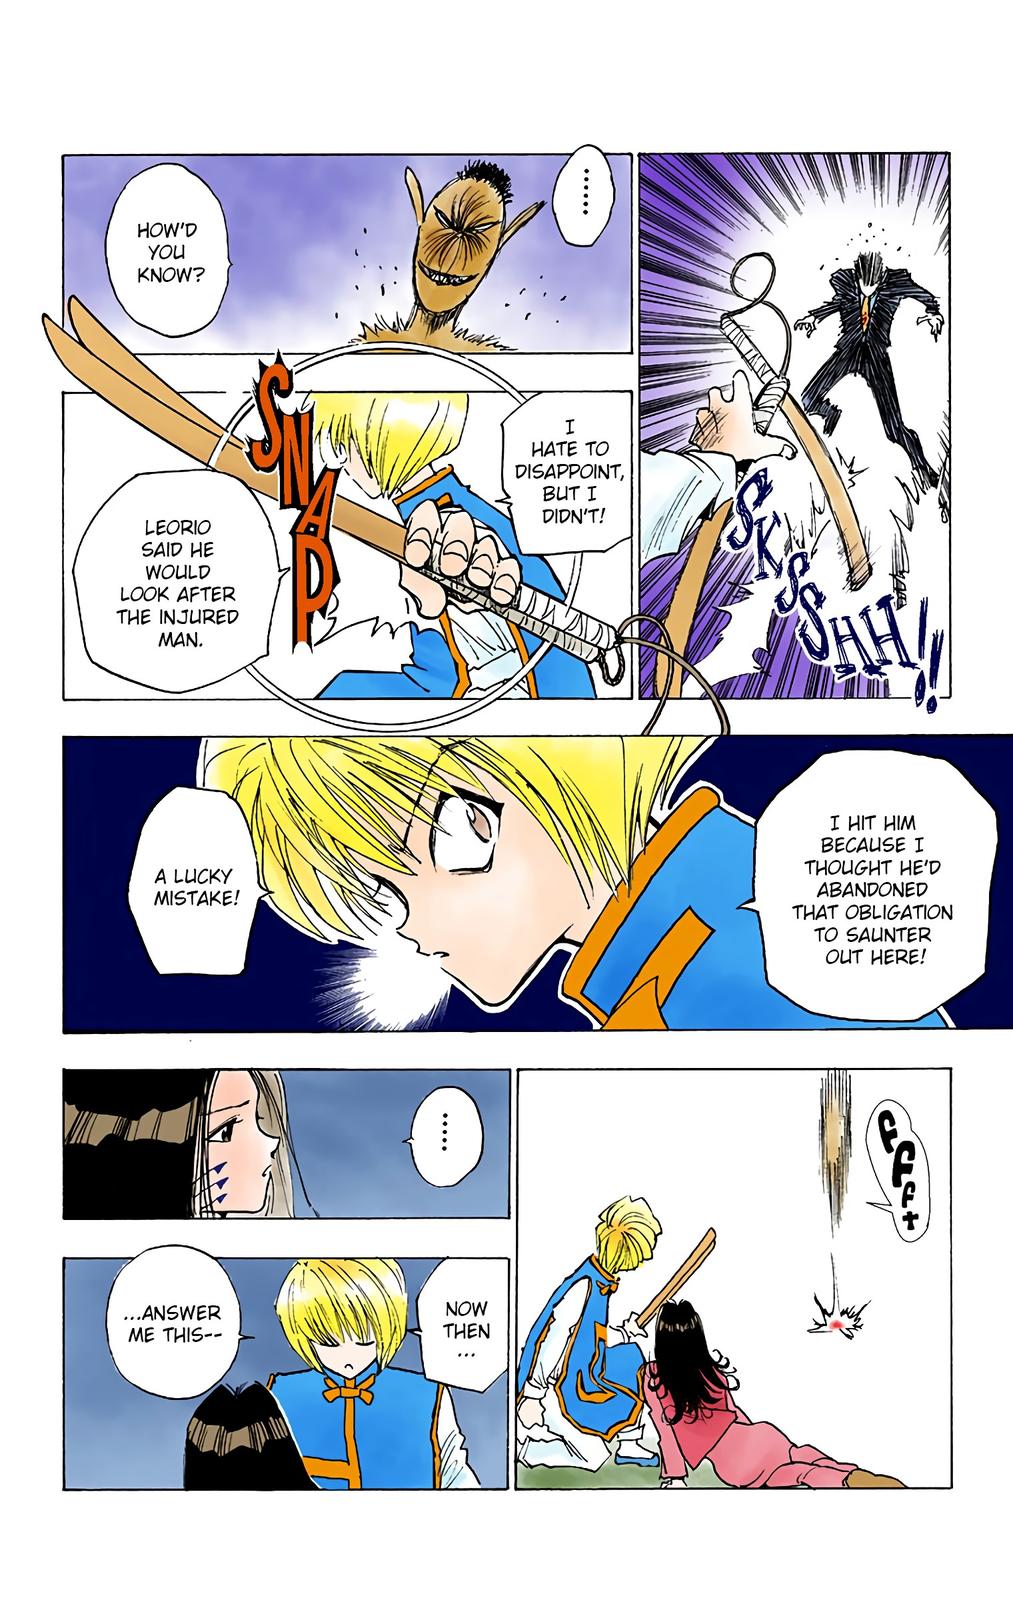 SKSSSHHH!!
........
HOW'D
YOU
KNOW?
SNAP
I
HATE TO
DISAPPOINT,
BUT I
DIDN'T!
LEORIO
SAID HE
WOULD
LOOK AFTER
THE INJURED
MAN.
I HIT HIM
BECAUSE I
THOUGHT HE'D
ABANDONED
THAT OBLIGATION
TO SAUNTER
OUT HERE!
A LUCKY
MISTAKE!
FFFt
......
NOW
THEN
...
...ANSWER
ME THIS--